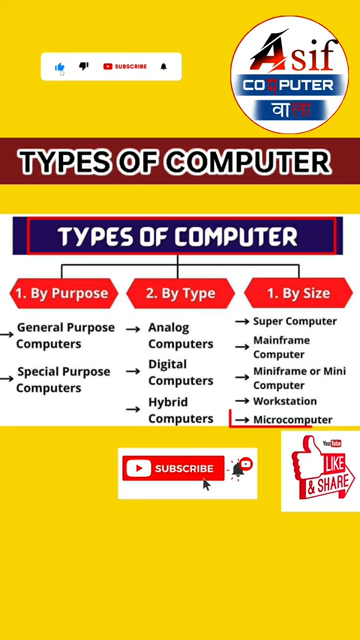 SUBSCRIBE
Asif
COMPUTER
वाला
TYPES OF COMPUTER
TYPES OF COMPUTER
1. By Purpose
General Purpose
Computers
Special Purpose
Computers
2. By Type
Analog
Computers
Digital
Computers
Hybrid
Computers
1. By Size
Super Computer
Mainframe
Computer
Miniframe or Mini
Computer
Workstation
Microcomputer
SUBSCRIBE
YouTube
LIKE
& SHARE